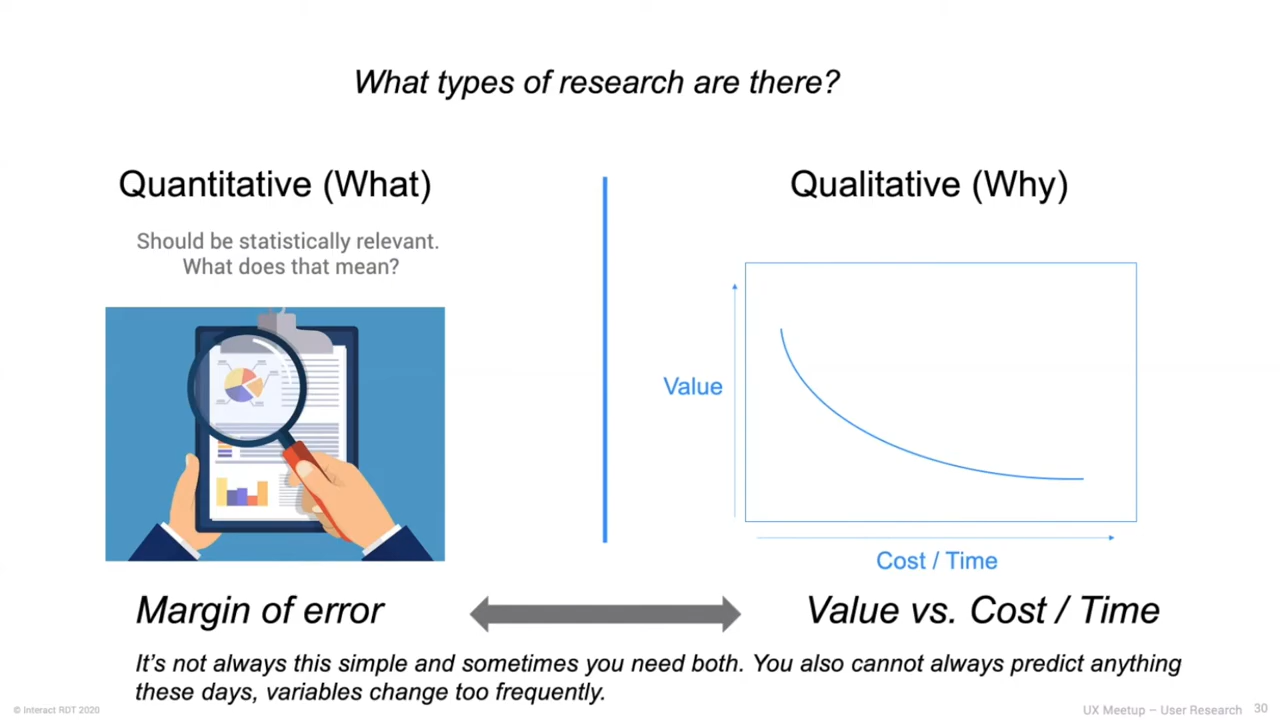 What types of research are there?
Quantitative (What)
Should be statistically relevant.
What does that mean?
Qualitative (Why)
Value
Cost / Time
Margin of error
Value vs. Cost / Time
It's not always this simple and sometimes you need both. You also cannot always predict anything
these days, variables change too frequently.
© Interact RDT 2020
UX Meetup – User Research 30